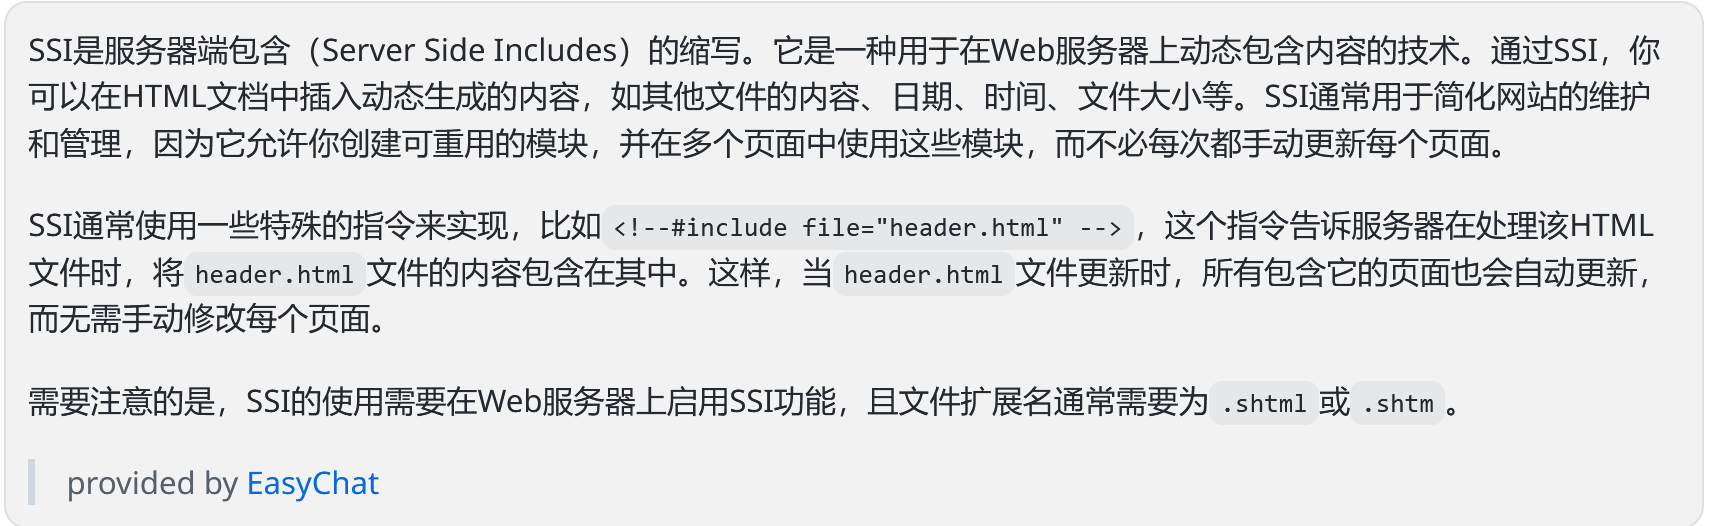 SSI是服务器端包含（Server Side Includes）的缩写。它是一种用于在Web服务器上动态包含内容的技术。通过SSI，你
可以在HTML文档中插入动态生成的内容，如其他文件的内容、日期、时间、文件大小等。SSI通常用于简化网站的维护
和管理，因为它允许你创建可重用的模块，并在多个页面中使用这些模块，而不必每次都手动更新每个页面。
SSI通常使用一些特殊的指令来实现，比如 <!--#include file="header.html" --> ，这个指令告诉服务器在处理该HTML
文件时，将 header.html 文件的内容包含在其中。这样，当 header.html 文件更新时，所有包含它的页面也会自动更新，
而无需手动修改每个页面。
需要注意的是，SSI的使用需要在Web服务器上启用SSI功能，且文件扩展名通常需要为 .shtml 或 .shtm 。
provided by EasyChat